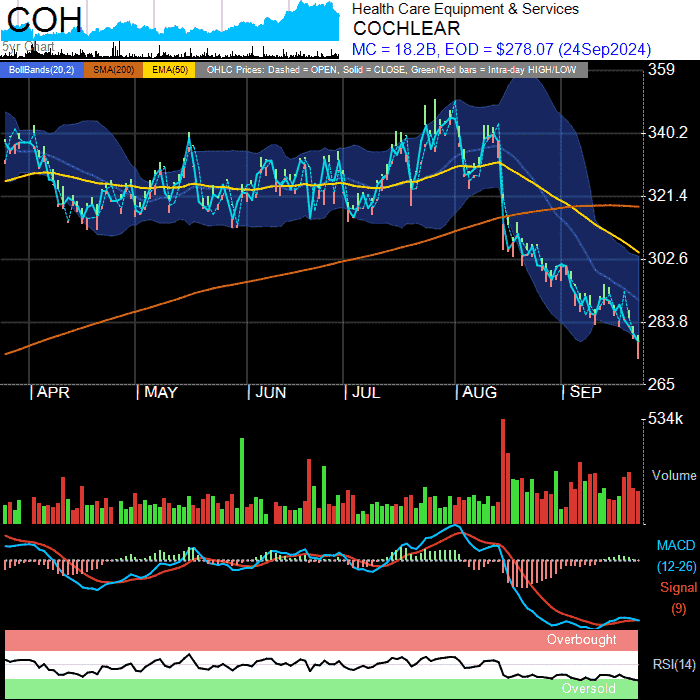 COH
5yr Chart
Health Care Equipment & Services
COCHLEAR
MC = 18.2B, EOD = $278.07 (24Sep2024)
BollBands(20,2) SMA(200) EMA(50) OHLC Prices: Dashed = OPEN, Solid = CLOSE, Green/Red bars = Intra-day HIGH/LOW
359
340.2
321.4
302.6
283.8
265
APR MAY JUN JUL AUG SEP
534k
Volume
MACD
(12-26)
Signal
(9)
Overbought
RSI(14)
Oversold